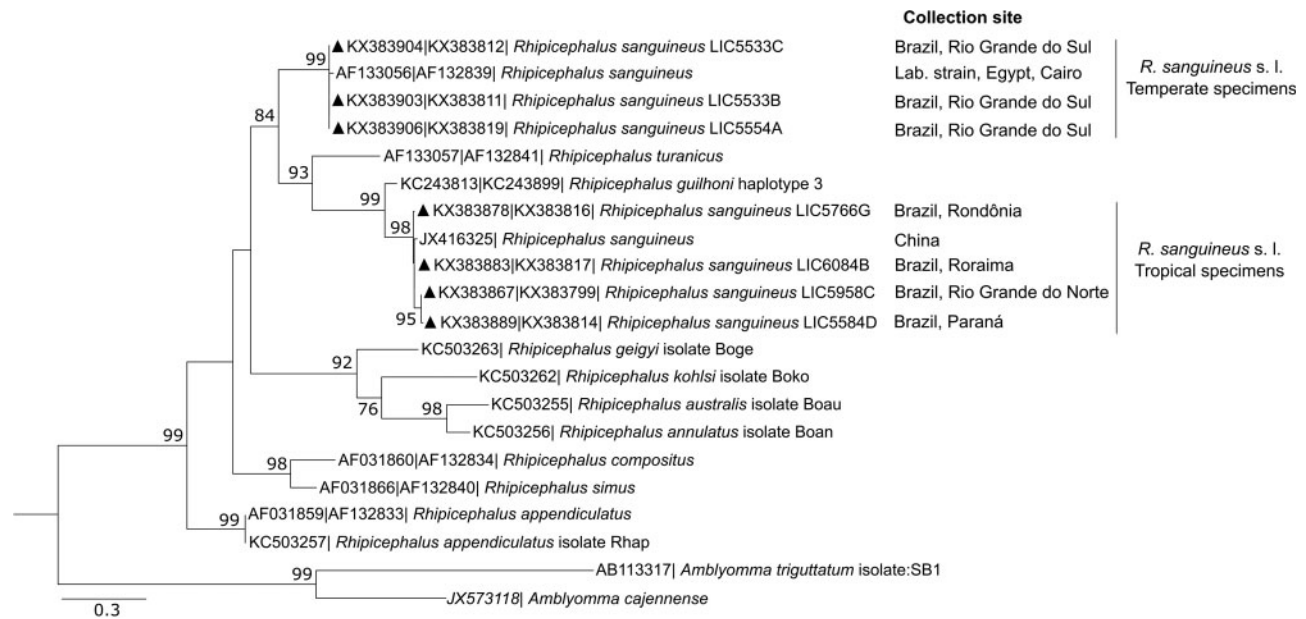 Collection site
▲KX383904|KX383812| Rhipicephalus sanguineus LIC5533C Brazil, Rio Grande do Sul
AF133056|AF132839| Rhipicephalus sanguineus Lab. strain, Egypt, Cairo
▲KX383903|KX383811| Rhipicephalus sanguineus LIC5533B Brazil, Rio Grande do Sul
▲KX383906|KX383819| Rhipicephalus sanguineus LIC5554A Brazil, Rio Grande do Sul
R. sanguineus s. l.
Temperate specimens
AF133057|AF132841| Rhipicephalus turanicus
KC243813|KC243899| Rhipicephalus guilhoni haplotype 3
▲KX383878|KX383816| Rhipicephalus sanguineus LIC5766G Brazil, Rondônia
JX416325| Rhipicephalus sanguineus China
▲KX383883|KX383817| Rhipicephalus sanguineus LIC6084B Brazil, Roraima
▲KX383867|KX383799| Rhipicephalus sanguineus LIC5958C Brazil, Rio Grande do Norte
▲KX383889|KX383814| Rhipicephalus sanguineus LIC5584D Brazil, Paraná
R. sanguineus s. l.
Tropical specimens
KC503263| Rhipicephalus geigyi isolate Boge
KC503262| Rhipicephalus kohlsi isolate Boko
KC503255| Rhipicephalus australis isolate Boau
KC503256| Rhipicephalus annulatus isolate Boan
AF031860|AF132834| Rhipicephalus compositus
AF031866|AF132840| Rhipicephalus simus
AF031859|AF132833| Rhipicephalus appendiculatus
KC503257| Rhipicephalus appendiculatus isolate Rhap
AB113317| Amblyomma triguttatum isolate:SB1
JX573118| Amblyomma cajennense
99
84
93
99
98
95
92
76
98
99
98
99
99
0.3